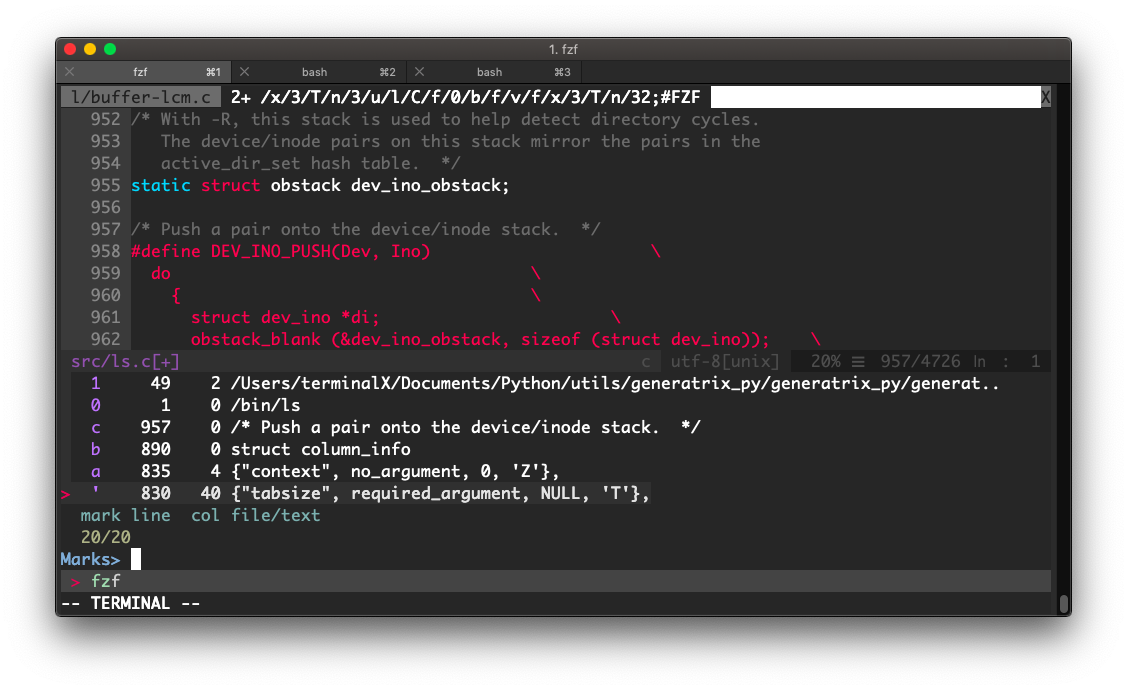 1. fzf
fzf ⌘1 bash ⌘2 bash ⌘3
l/buffer-lcm.c 2+ /x/3/T/n/3/u/l/C/f/0/b/f/v/f/x/3/T/n/32;#FZF X
952 /* With -R, this stack is used to help detect directory cycles.
953    The device/inode pairs on this stack mirror the pairs in the
954    active_dir_set hash table.  */
955 static struct obstack dev_ino_obstack;
956
957 /* Push a pair onto the device/inode stack.  */
958 #define DEV_INO_PUSH(Dev, Ino)                      \
959   do                                    \
960     {                                   \
961       struct dev_ino *di;                       \
962       obstack_blank (&dev_ino_obstack, sizeof (struct dev_ino));    \
src/ls.c[+] c utf-8[unix] 20% ☰ 957/4726 ln : 1
1 49 2 /Users/terminalX/Documents/Python/utils/generatrix_py/generatrix_py/generat..
0 1 0 /bin/ls
c 957 0 /* Push a pair onto the device/inode stack.  */
b 890 0 struct column_info
a 835 4 {"context", no_argument, 0, 'Z'},
> ' 830 40 {"tabsize", required_argument, NULL, 'T'},
mark line  col file/text
20/20
Marks>
> fzf
-- TERMINAL --